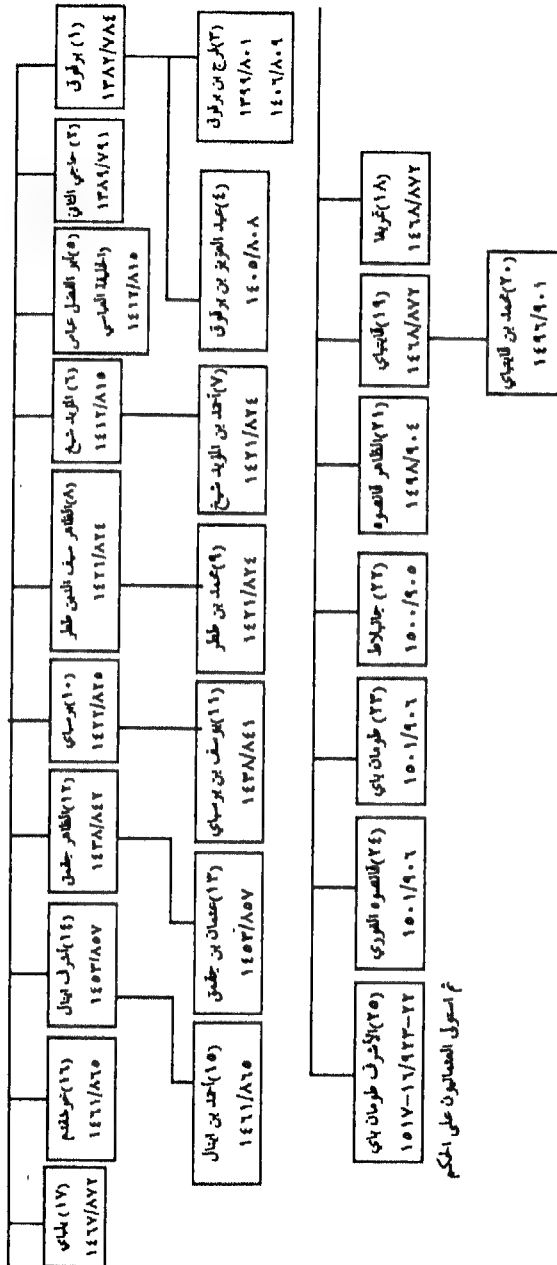 (١) برقوق
١٣٨٢/٧٨٤
(٢) حاجي الثاني
١٣٨٩/٧٩١
(٣) فرج بن برقوق
١٣٩٩/٨٠١
١٤٠٦/٨٠٩
(٤) عبد العزيز بن برقوق
١٤٠٥/٨٠٨
(٥) أبو الفضل عباس
والخليفة العباسي
١٤١٢/٨١٥
(٦) المؤيد شيخ
١٤١٢/٨١٥
(٧) أحمد بن المؤيد شيخ
١٤٢١/٨٢٤
(٨) الظاهر سيف الدين ططر
١٤٢١/٨٢٤
(٩) محمد بن ططر
١٤٢١/٨٢٤
(١٠) برسباي
١٤٢٢/٨٢٥
(١١) يوسف بن برسباي
١٤٣٨/٨٤١
(١٢) الظاهر جقمق
١٤٣٨/٨٤٢
(١٣) عثمان بن جقمق
١٤٥٣/٨٥٧
(١٤) أشرف اينال
١٤٥٣/٨٥٧
(١٥) أحمد بن اينال
١٤٦١/٨٦٥
(١٦) خوشقدم
١٤٦١/٨٦٥
(١٧) يلباي
١٤٦٧/٨٧٢
(١٨) تمربغا
١٤٦٨/٨٧٢
(١٩) قايتباي
١٤٦٨/٨٧٢
(٢٠) محمد بن قايتباي
١٤٩٦/٩٠١
(٢١) الظاهر قانصوه
١٤٩٨/٩٠٤
(٢٢) جانبلاط
١٥٠٠/٩٠٥
(٢٣) طومان باي
١٥٠١/٩٠٦
(٢٤) قانصوه الغوري
١٥٠١/٩٠٦
(٢٥) الأشرف طومان باي
١٥١٧-١٦/٩٢٣-٢٢
ثم استولى العثمانيون على الحكم